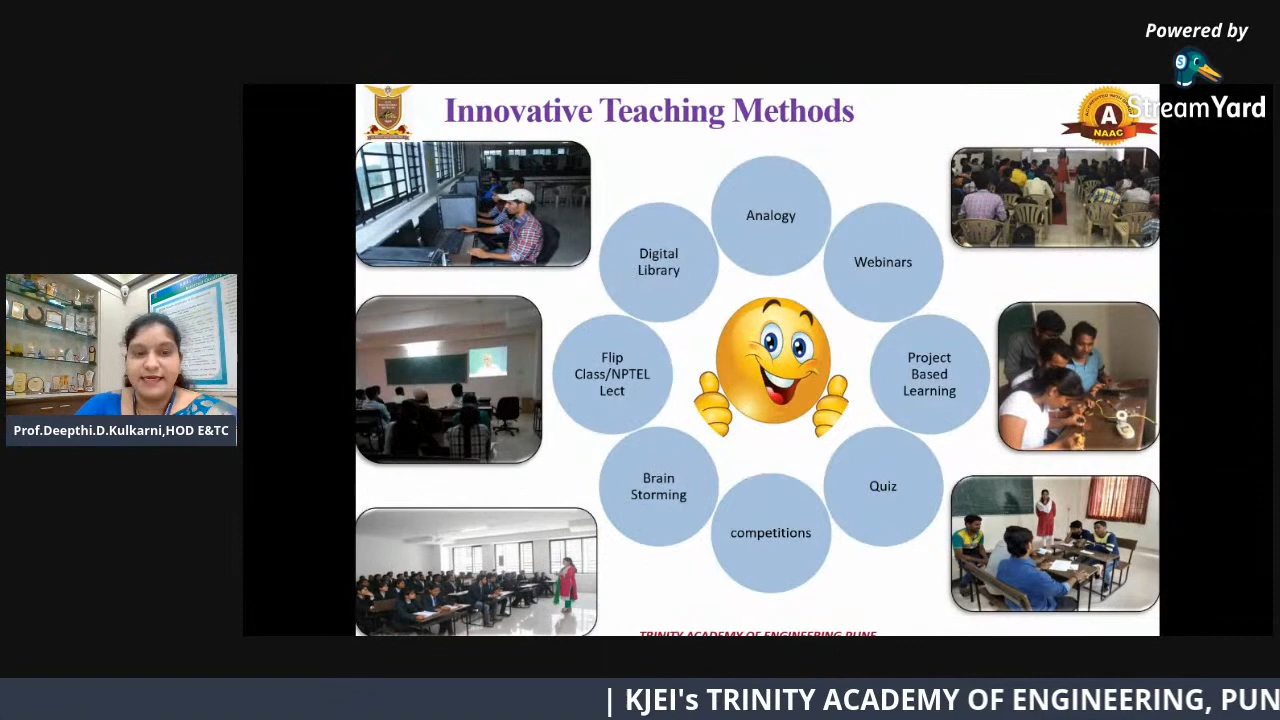 Powered by
StreamYard
Innovative Teaching Methods
A
NAAC
Analogy
Digital
Library
Webinars
Flip
Class/NPTEL
Lect
Project
Based
Learning
Brain
Storming
Quiz
competitions
Prof.Deepthi.D.Kulkarni,HOD E&TC
TRINITY ACADEMY OF ENGINEERING PUNE
| KJEI's TRINITY ACADEMY OF ENGINEERING, PUN